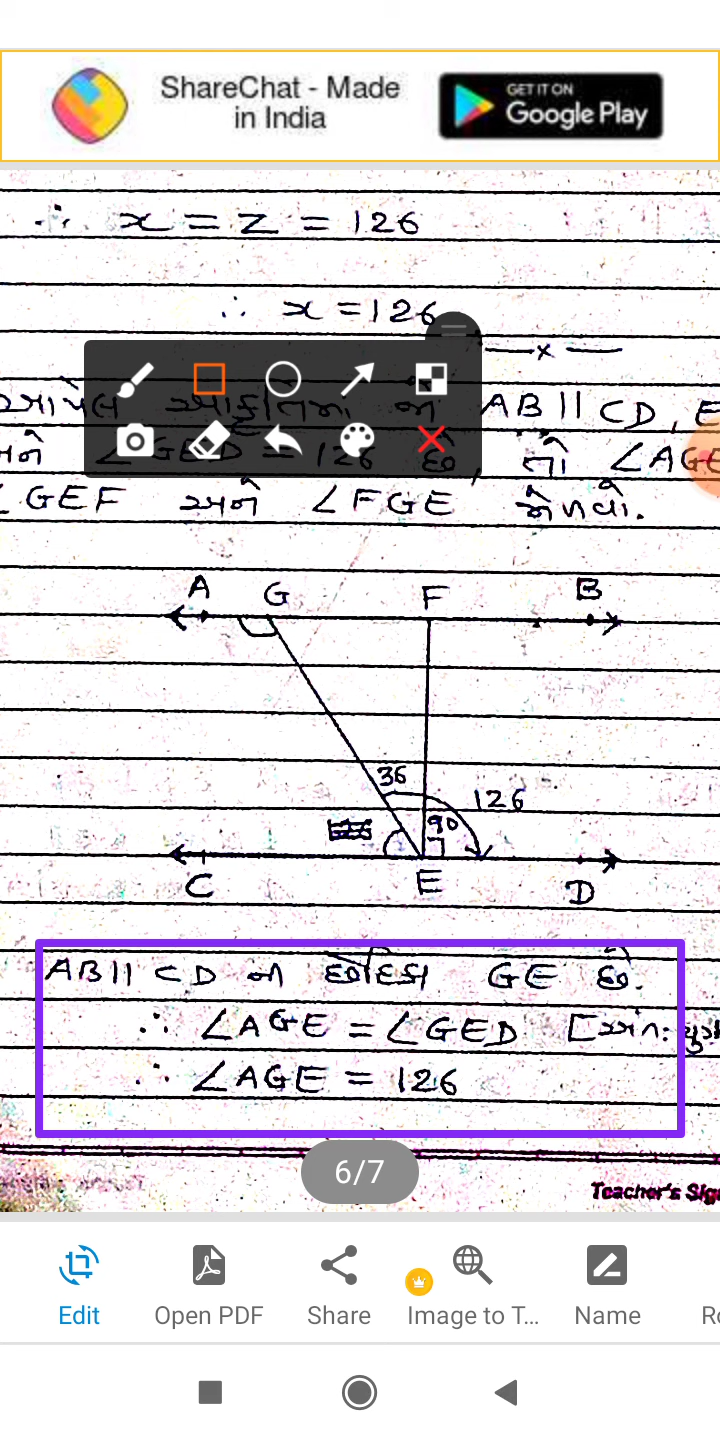 ShareChat - Made
in India
GET IT ON
Google Play
∴ x = z = 126
∴ x = 126
AB || CD, E
∠GED = 126 છે, તો ∠AGE
∠GEF અને ∠FGE મેળવો.
A G F B
36
126
90
C E D
AB || CD ની છેદિકા GE છે.
∴ ∠AGE = ∠GED
∴ ∠AGE = 126
6/7
Teacher's Sig
Edit
Open PDF
Share
Image to T...
Name